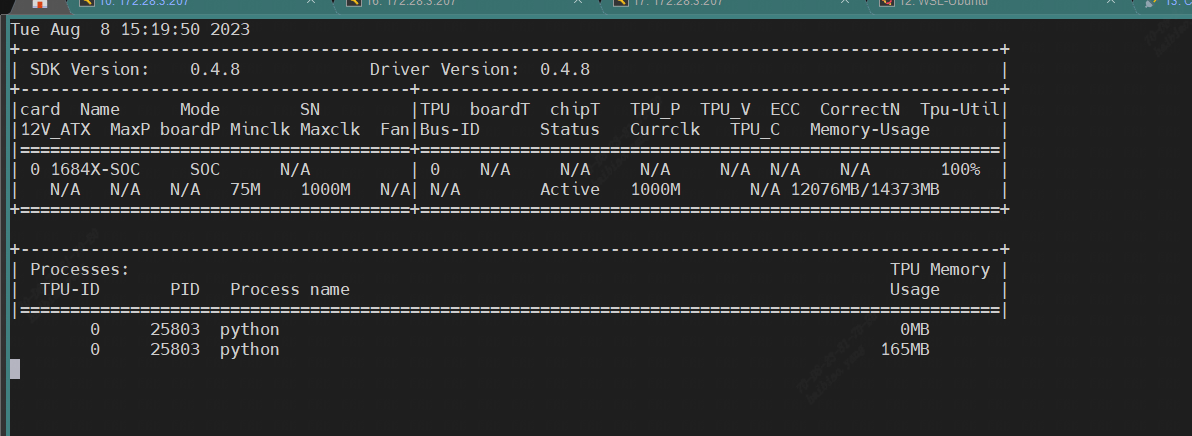 10. 172.28.3.207 16. 172.28.3.207 17. 172.28.3.207 12. WSL-Ubuntu 13. C
Tue Aug  8 15:19:50 2023
+---------------------------------------------------------------------------------------------------+
| SDK Version:    0.4.8             Driver Version:  0.4.8                                          |
+---------------------------------------+-----------------------------------------------------------+
|card  Name      Mode        SN         |TPU  boardT  chipT   TPU_P  TPU_V  ECC  CorrectN  Tpu-Util|
|12V_ATX  MaxP boardP Minclk Maxclk  Fan|Bus-ID      Status   Currclk   TPU_C   Memory-Usage       |
|=======================================+===========================================================|
| 0 1684X-SOC     SOC      N/A          | 0    N/A     N/A     N/A     N/A  N/A    N/A       100%  |
|   N/A   N/A   N/A   75M    1000M   N/A| N/A        Active   1000M       N/A 12076MB/14373MB      |
+=======================================+===========================================================+
+---------------------------------------------------------------------------------------------------+
| Processes:                                                                            TPU Memory |
|  TPU-ID       PID   Process name                                                      Usage      |
|===================================================================================================|
        0     25803  python                                                              0MB
        0     25803  python                                                            165MB